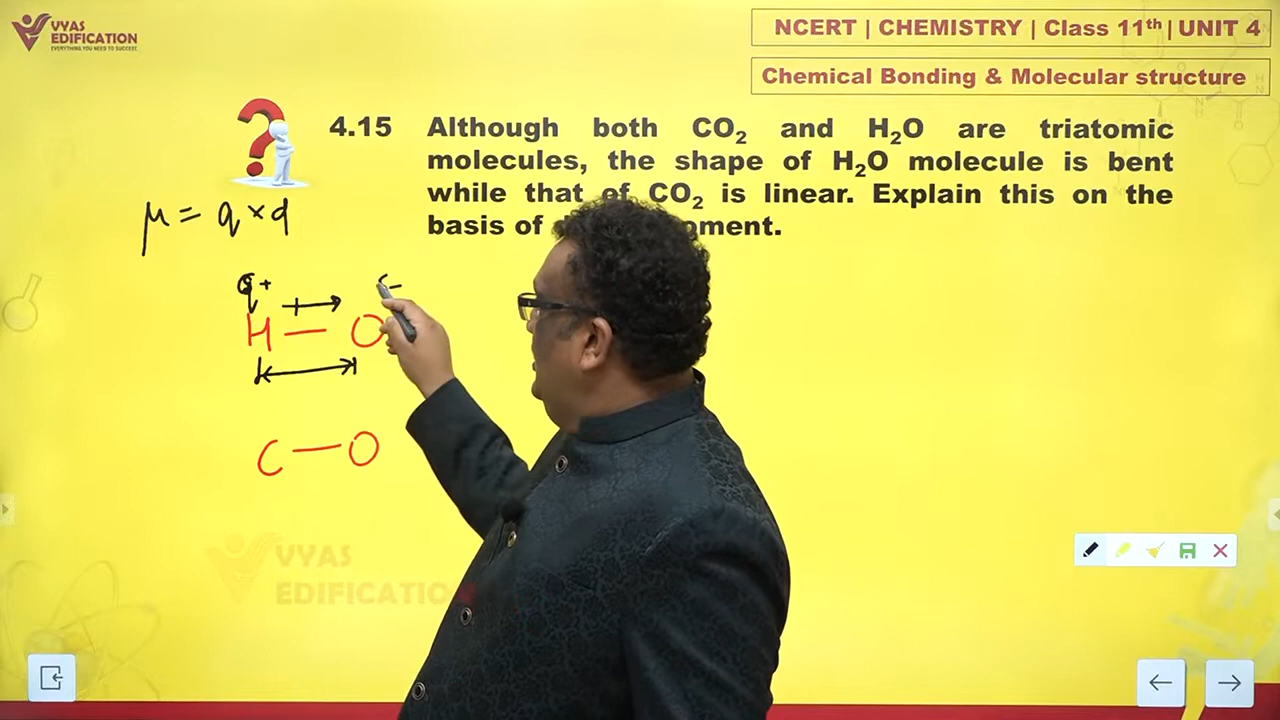 VYAS
EDIFICATION
EVERYTHING YOU NEED TO SUCCEED
NCERT | CHEMISTRY | Class 11th | UNIT 4
Chemical Bonding & Molecular structure
4.15 Although both CO₂ and H₂O are triatomic
molecules, the shape of H₂O molecule is bent
while that of CO₂ is linear. Explain this on the
basis of oment.
μ = q × d
+ -
H — O
C — O
VYAS
EDIFICATIO